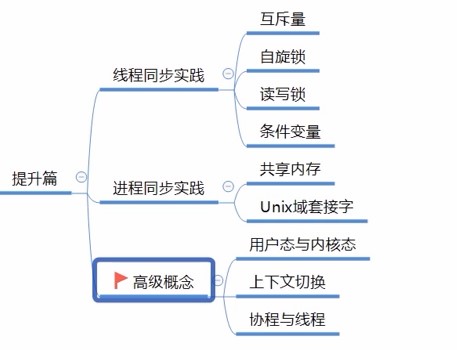 提升篇
线程同步实践
互斥量
自旋锁
读写锁
条件变量
进程同步实践
共享内存
Unix域套接字
高级概念
用户态与内核态
上下文切换
协程与线程